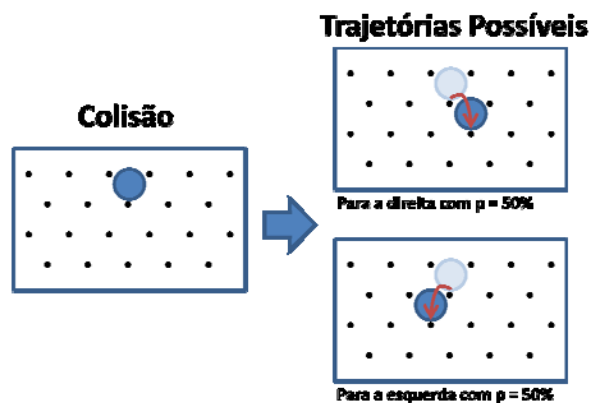 Trajetórias Possíveis
Colisão
Para a direita com p = 50%
Para a esquerda com p = 50%